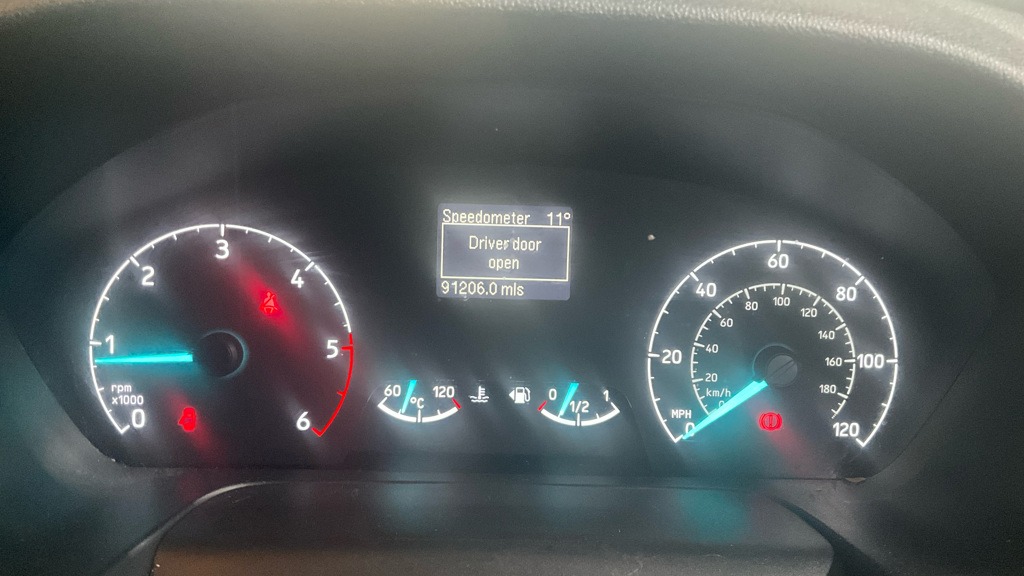 Speedometer 11°
Driver door
open
91206.0 mls
0 1 2 3 4 5 6
rpm
x1000
60 120
°C
0 1/2 1
0 20 40 60 80 100 120
MPH
0 20 40 60 80 100 120 140 160 180
km/h